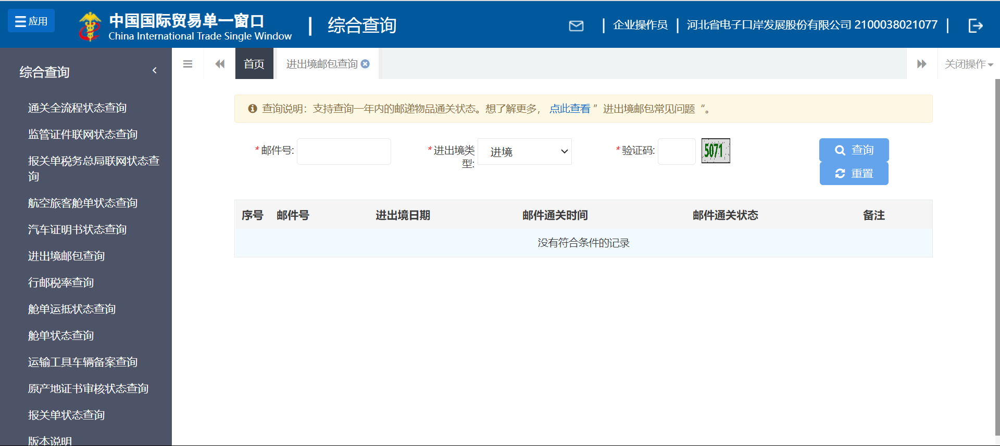 应用
中国国际贸易单一窗口
China International Trade Single Window
综合查询
企业操作员
河北省电子口岸发展股份有限公司 2100038021077
综合查询
首页
进出境邮包查询
关闭操作
通关全流程状态查询
监管证件联网状态查询
报关单税务总局联网状态查
询
航空旅客舱单状态查询
汽车证明书状态查询
进出境邮包查询
行邮税率查询
舱单运抵状态查询
舱单状态查询
运输工具车辆备案查询
原产地证书审核状态查询
报关单状态查询
版本说明
查询说明：支持查询一年内的邮递物品通关状态。想了解更多， 点此查看 ” 进出境邮包常见问题 “。
*邮件号:
*进出境类
型:
进境
*验证码:
5071
查询
重置
序号 邮件号 进出境日期 邮件通关时间 邮件通关状态 备注
没有符合条件的记录